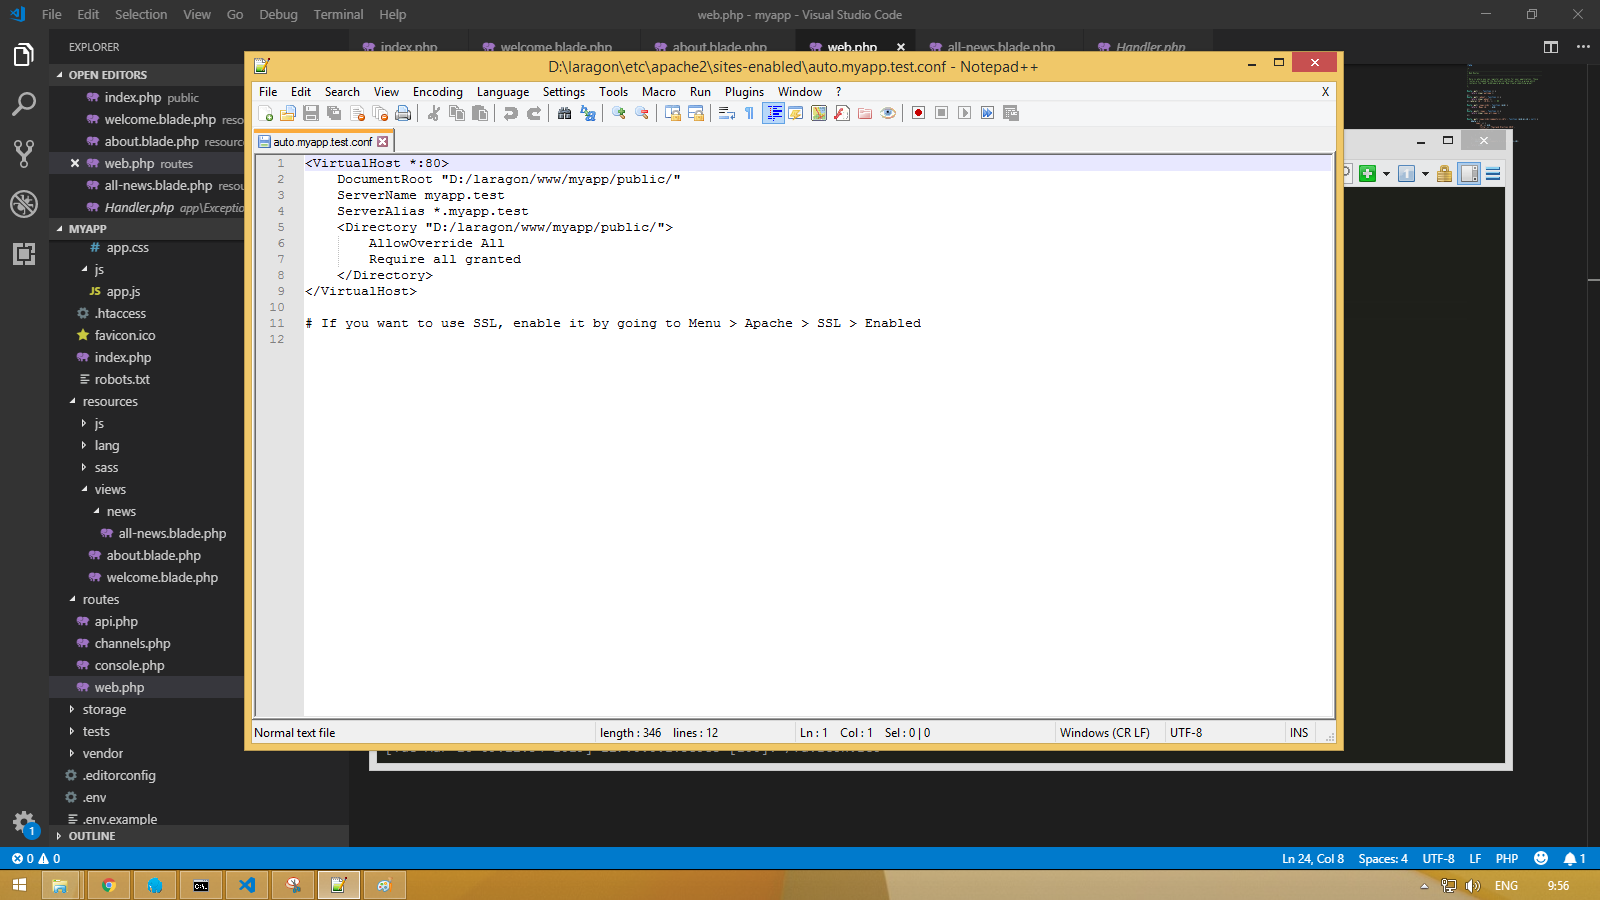 File Edit Selection View Go Debug Terminal Help
web.php - myapp - Visual Studio Code
EXPLORER
index.php welcome.blade.php about.blade.php web.php all-news.blade.php Handler.php
OPEN EDITORS
index.php public
welcome.blade.php reso
about.blade.php resourc
web.php routes
all-news.blade.php resou
Handler.php app\Exceptio
MYAPP
app.css
js
JS app.js
.htaccess
favicon.ico
index.php
robots.txt
resources
js
lang
sass
views
news
all-news.blade.php
about.blade.php
welcome.blade.php
routes
api.php
channels.php
console.php
web.php
storage
tests
vendor
.editorconfig
.env
.env.example
OUTLINE
D:\laragon\etc\apache2\sites-enabled\auto.myapp.test.conf - Notepad++
File Edit Search View Encoding Language Settings Tools Macro Run Plugins Window ? X
auto.myapp.test.conf
1 <VirtualHost *:80>
2 DocumentRoot "D:/laragon/www/myapp/public/"
3 ServerName myapp.test
4 ServerAlias *.myapp.test
5 <Directory "D:/laragon/www/myapp/public/">
6 AllowOverride All
7 Require all granted
8 </Directory>
9 </VirtualHost>
10
11 # If you want to use SSL, enable it by going to Menu > Apache > SSL > Enabled
12
Normal text file length : 346 lines : 12 Ln : 1 Col : 1 Sel : 0 | 0 Windows (CR LF) UTF-8 INS
0 0 Ln 24, Col 8 Spaces: 4 UTF-8 LF PHP 1
1
ENG 9:56